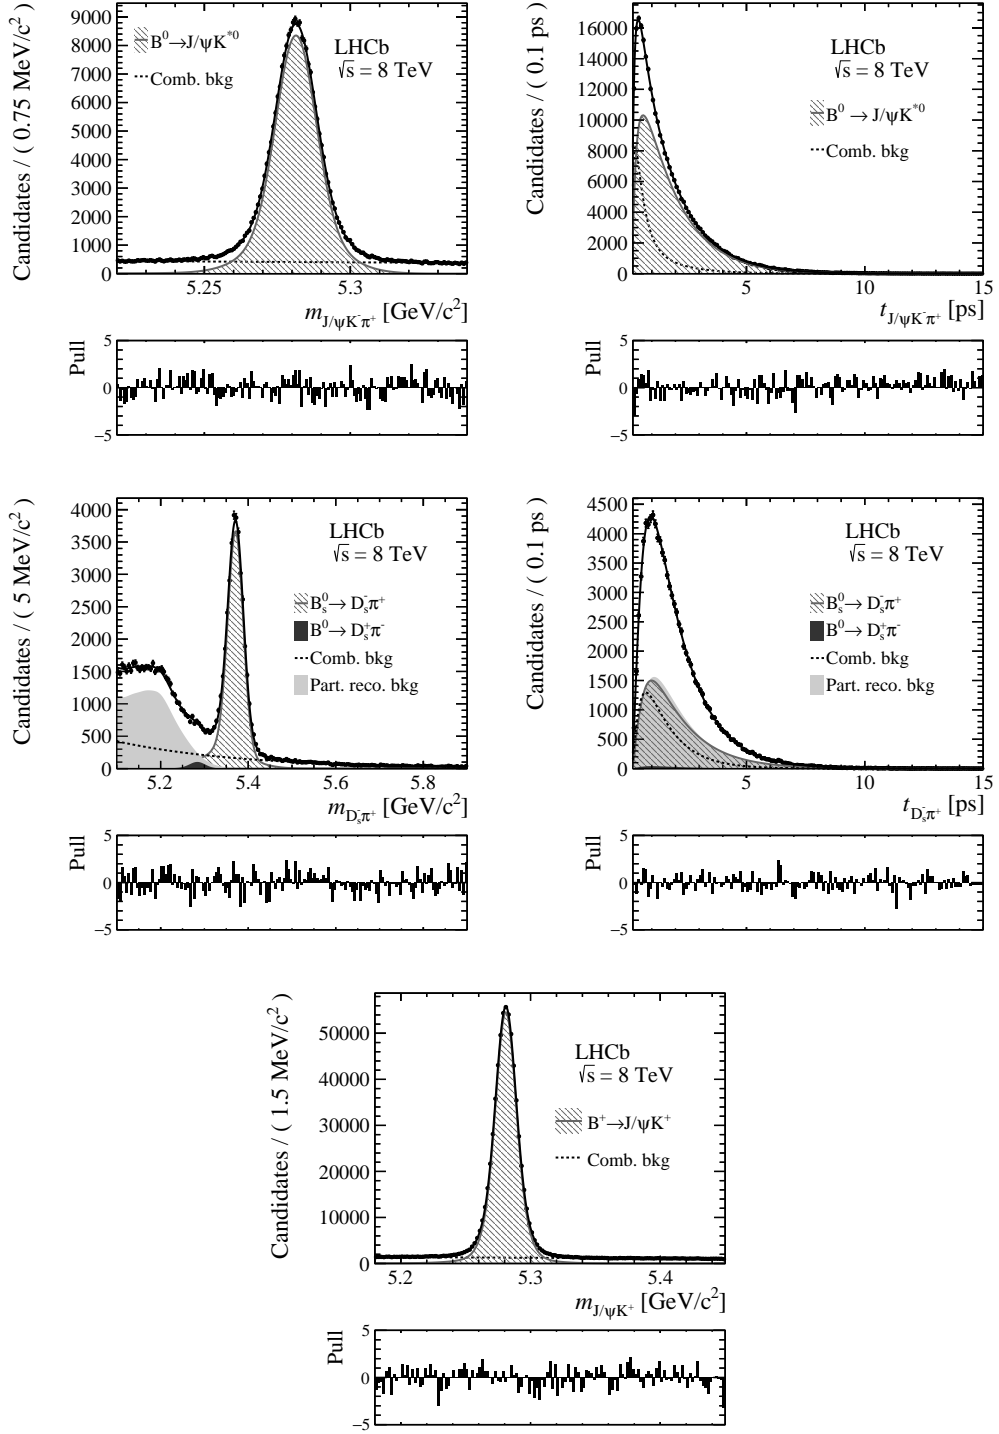 Candidates / ( 0.75 MeV/c²)
9000
8000
7000
6000
5000
4000
3000
2000
1000
0
B⁰→J/ψK*⁰
Comb. bkg
LHCb
√s = 8 TeV
5.25
5.3
m_J/ψK⁻π⁺ [GeV/c²]
Pull
5
0
−5
Candidates / ( 0.1 ps )
16000
14000
12000
10000
8000
6000
4000
2000
0
LHCb
√s = 8 TeV
B⁰→J/ψK*⁰
Comb. bkg
5
10
15
t_J/ψK⁻π⁺ [ps]
Pull
5
0
−5
Candidates / ( 5 MeV/c²)
4000
3500
3000
2500
2000
1500
1000
500
0
LHCb
√s = 8 TeV
B⁰ₛ→ D⁻ₛπ⁺
B⁰→ D⁺ₛπ⁻
Comb. bkg
Part. reco. bkg
5.2
5.4
5.6
5.8
m_D⁻ₛπ⁺ [GeV/c²]
Pull
5
0
−5
Candidates / ( 0.1 ps )
4500
4000
3500
3000
2500
2000
1500
1000
500
0
LHCb
√s = 8 TeV
B⁰ₛ→ D⁻ₛπ⁺
B⁰→ D⁺ₛπ⁻
Comb. bkg
Part. reco. bkg
5
10
15
t_D⁻ₛπ⁺ [ps]
Pull
5
0
−5
Candidates / ( 1.5 MeV/c²)
50000
40000
30000
20000
10000
0
LHCb
√s = 8 TeV
B⁺→J/ψK⁺
Comb. bkg
5.2
5.3
5.4
m_J/ψK⁺ [GeV/c²]
Pull
5
0
−5